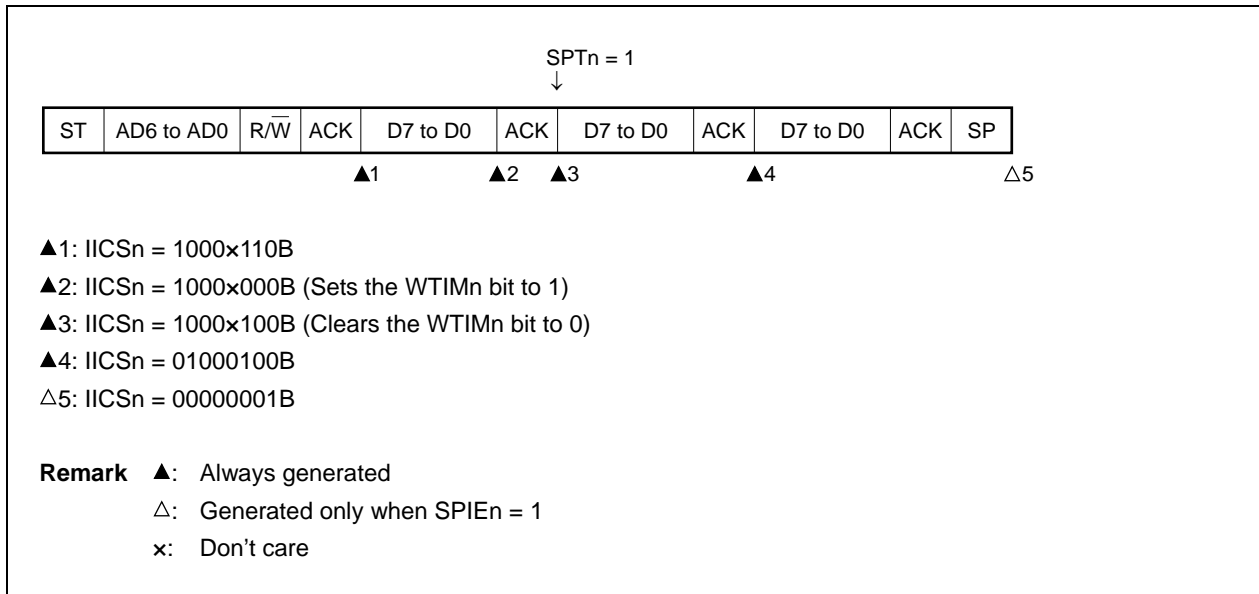 SPTn = 1
↓
ST AD6 to AD0 R/W̅ ACK D7 to D0 ACK D7 to D0 ACK D7 to D0 ACK SP
▲1 ▲2 ▲3 ▲4 △5
▲1: IICSn = 1000×110B
▲2: IICSn = 1000×000B (Sets the WTIMn bit to 1)
▲3: IICSn = 1000×100B (Clears the WTIMn bit to 0)
▲4: IICSn = 01000100B
△5: IICSn = 00000001B
Remark ▲: Always generated
△: Generated only when SPIEn = 1
×: Don't care